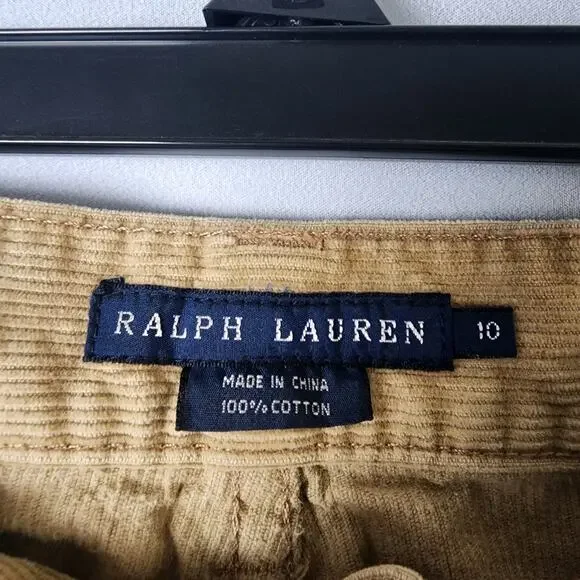 RALPH LAUREN 10
MADE IN CHINA
100% COTTON